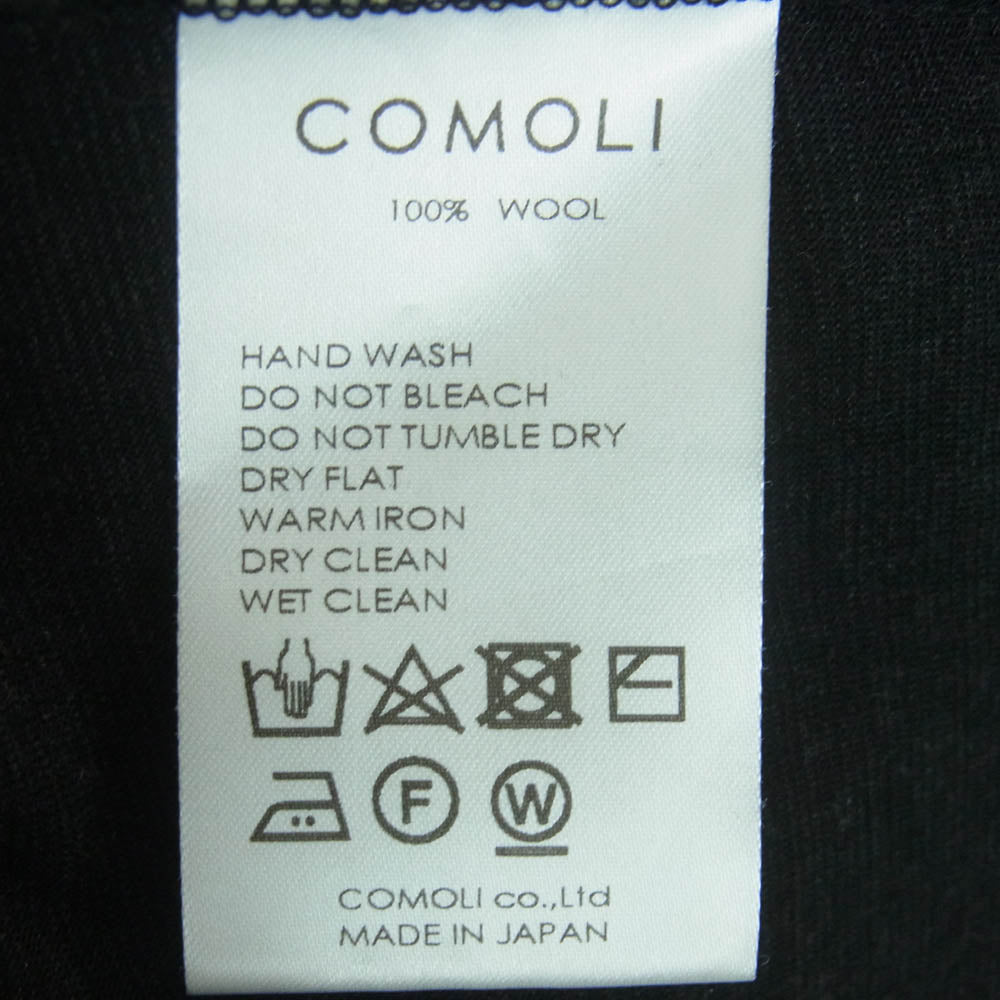 COMOLI
100% WOOL
HAND WASH
DO NOT BLEACH
DO NOT TUMBLE DRY
DRY FLAT
WARM IRON
DRY CLEAN
WET CLEAN
F W
COMOLI co.,Ltd
MADE IN JAPAN